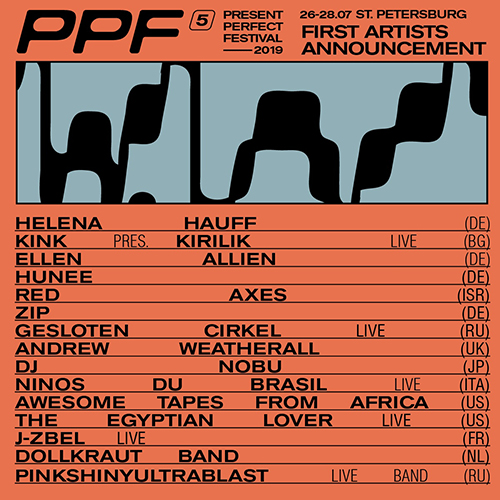 PPF 5 PRESENT PERFECT FESTIVAL 2019
26-28.07 ST. PETERSBURG
FIRST ARTISTS
ANNOUNCEMENT
HELENA HAUFF (DE)
KINK PRES. KIRILIK LIVE (BG)
ELLEN ALLIEN (DE)
HUNEE (DE)
RED AXES (ISR)
ZIP (DE)
GESLOTEN CIRKEL LIVE (RU)
ANDREW WEATHERALL (UK)
DJ NOBU (JP)
NINOS DU BRASIL LIVE (ITA)
AWESOME TAPES FROM AFRICA (US)
THE EGYPTIAN LOVER LIVE (US)
J-ZBEL LIVE (FR)
DOLLKRAUT BAND (NL)
PINKSHINYULTRABLAST LIVE BAND (RU)